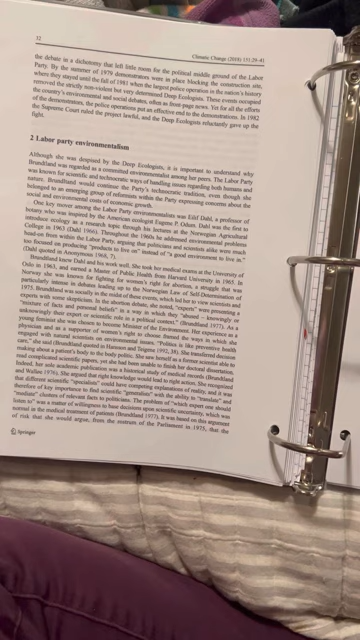 32
Climatic Change (2018) 151:29–41
the debate in a dichotomy that left little room for the political middle ground of the Labor
Party. By the summer of 1979 demonstrators were in place blocking the construction site,
where they stayed until the fall of 1981 when the largest police operation in the nation's history
removed the strictly non-violent but very determined Deep Ecologists. These events occupied
the country's environmental and social debates, often as front-page news. Yet for all the efforts
of the demonstrators, the police operations put an effective end to the demonstrations. In 1982
the Supreme Court ruled the project lawful, and the Deep Ecologists reluctantly gave up the
fight.
2 Labor party environmentalism
Although she was despised by the Deep Ecologists, it is important to understand why
Brundtland was regarded as a committed environmentalist among her peers. The Labor Party
was known for scientific and technocratic ways of handling issues regarding both humans and
nature. Brundtland would continue the Party's technocratic tradition, even though she
belonged to an emerging group of reformists within the Party expressing concerns about the
social and environmental costs of economic growth.
One key mover among the Labor Party environmentalists was Eilif Dahl, a professor of
botany who was inspired by the American ecologist Eugene P. Odum. Dahl was the first to
introduce ecology as a research topic through his lectures at the Norwegian Agricultural
College in 1963 (Dahl 1966). Throughout the 1960s he addressed environmental problems
head-on from within the Labor Party, arguing that politicians and scientists alike were much
too focused on producing "products to live on" instead of "a good environment to live in."
(Dahl quoted in Anonymous 1968, 7).
Brundtland knew Dahl and his work well. She took her medical exams at the University of
Oslo in 1963, and earned a Master of Public Health from Harvard University in 1965. In
Norway she was known for fighting for women's right for abortion, a struggle that was
particularly intense in debates leading up to the Norwegian Law of Self-Determination of
1975. Brundtland was socially in the midst of these events, which led her to view scientists and
experts with some skepticism. In the abortion debate, she noted, "experts" were presenting a
"mixture of facts and personal beliefs" in a way in which they "abused – knowingly or
unknowingly their expert or scientific role in a political context." (Brundtland 1977). As a
young feminist she was chosen to become Minister of the Environment. Her experience as a
physician and as a supporter of women's right to choose framed the ways in which she
engaged with natural scientists on environmental issues. "Politics is like preventive health
care," she said (Brundtland quoted in Hansson and Teigene 1992, 38). She transferred decision
making about a patient's body to the body politic. She saw herself as a former scientist able to
read complicated scientific papers, yet she had been unable to finish her doctoral dissertation.
Indeed, her sole academic publication was a historical study of medical records (Brundtland
and Walløe 1976). She argued that right knowledge would lead to right action. She recognized
that different scientific "specialists" could have competing explanations of reality, and it was
therefore of key importance to find scientific "generalists" with the ability to "translate" and
"mediate" clusters of relevant facts to politicians. The problem of "which expert one should
listen to" was a matter of willingness to base decisions upon scientific uncertainty, which was
normal in the medical treatment of patients (Brundtland 1977). It was based on this argument
of risk that she would argue, from the rostrum of the Parliament in 1975, that the
Springer